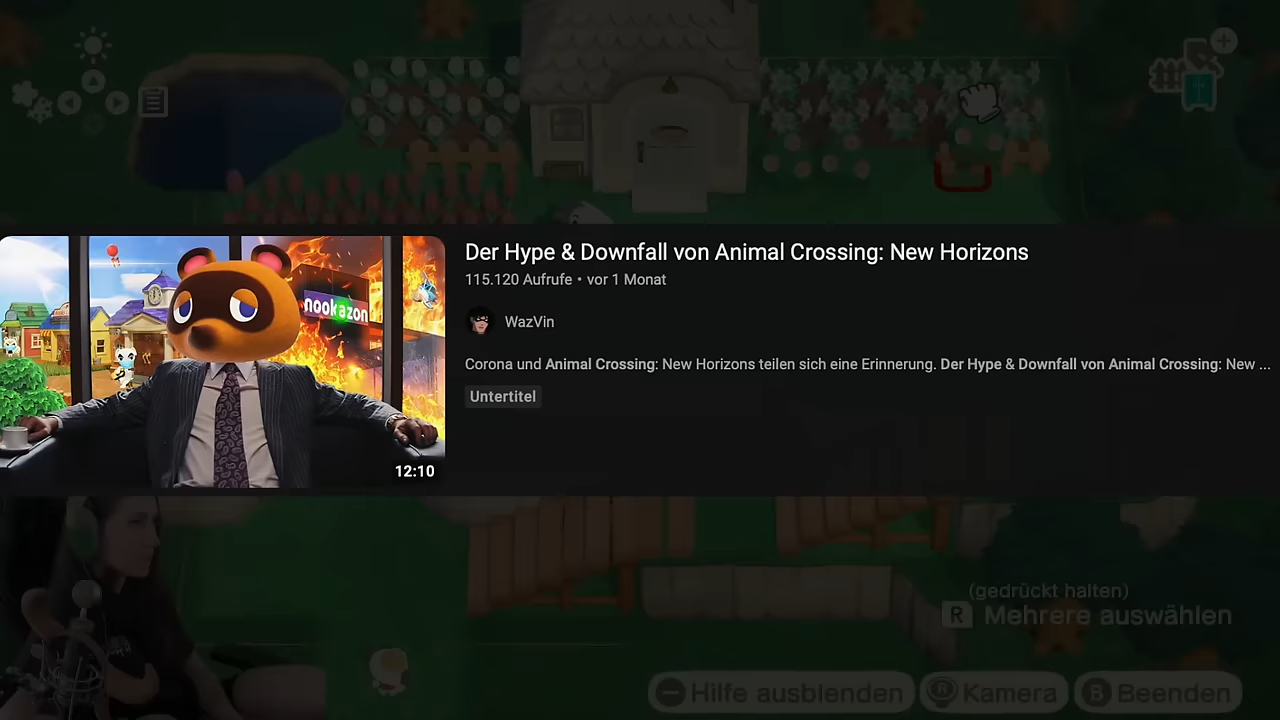 Der Hype & Downfall von Animal Crossing: New Horizons
115.120 Aufrufe • vor 1 Monat
nookazon
WazVin
Corona und Animal Crossing: New Horizons teilen sich eine Erinnerung. Der Hype & Downfall von Animal Crossing: New ...
Untertitel
12:10
(gedrückt halten)
R Mehrere auswählen
Hilfe ausblenden
R Kamera
B Beenden